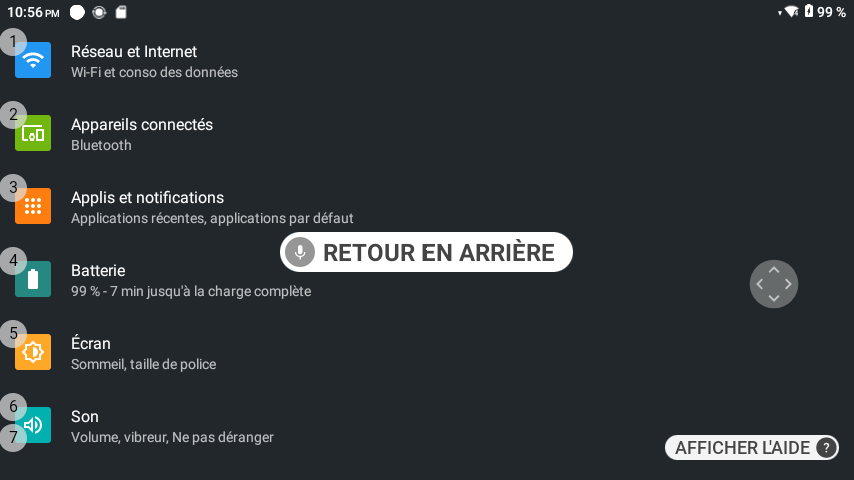 10:56 PM
99 %
1
Réseau et Internet
Wi-Fi et conso des données
2
Appareils connectés
Bluetooth
3
Applis et notifications
Applications récentes, applications par défaut
RETOUR EN ARRIÈRE
4
Batterie
99 % - 7 min jusqu'à la charge complète
5
Écran
Sommeil, taille de police
6
Son
7
Volume, vibreur, Ne pas déranger
AFFICHER L'AIDE ?